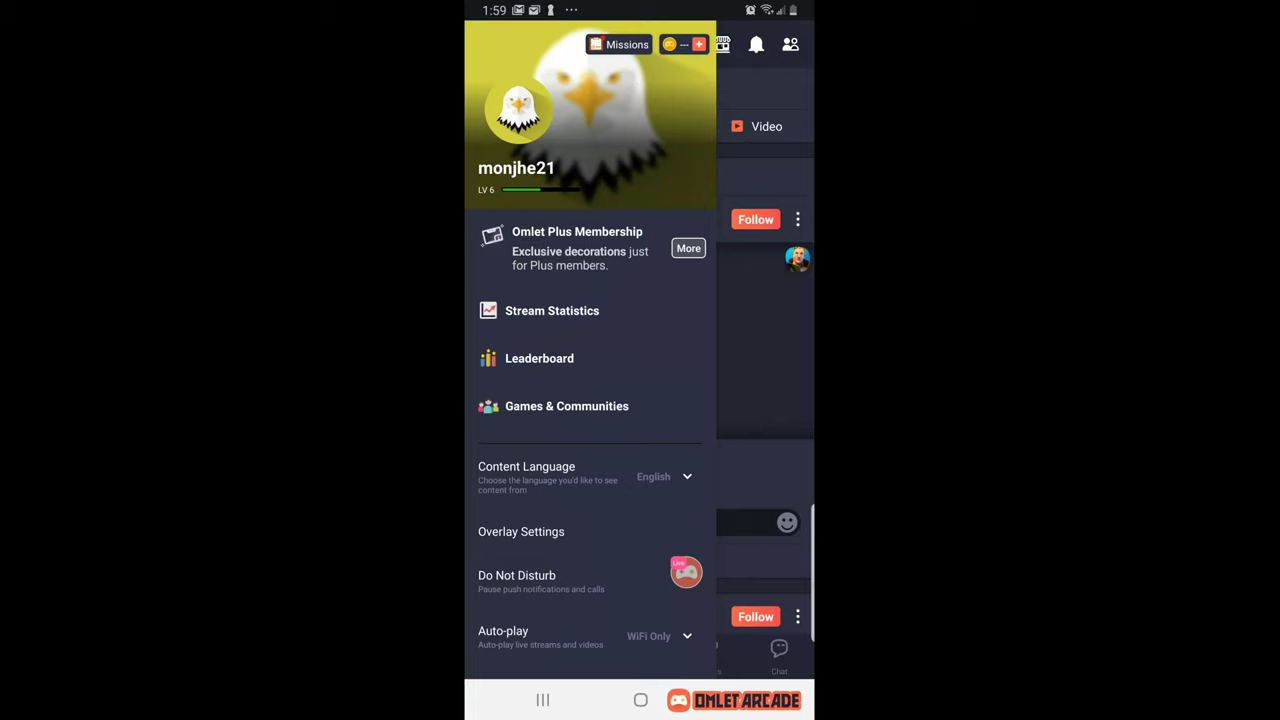 1:59
Missions
monjhe21
LV 6
Video
Follow
Omlet Plus Membership
Exclusive decorations just
for Plus members.
More
Stream Statistics
Leaderboard
Games & Communities
Content Language
Choose the language you'd like to see
content from
English
Overlay Settings
Live
Do Not Disturb
Pause push notifications and calls
Follow
Auto-play
Auto-play live streams and videos
WiFi Only
Chat
OMLET ARCADE